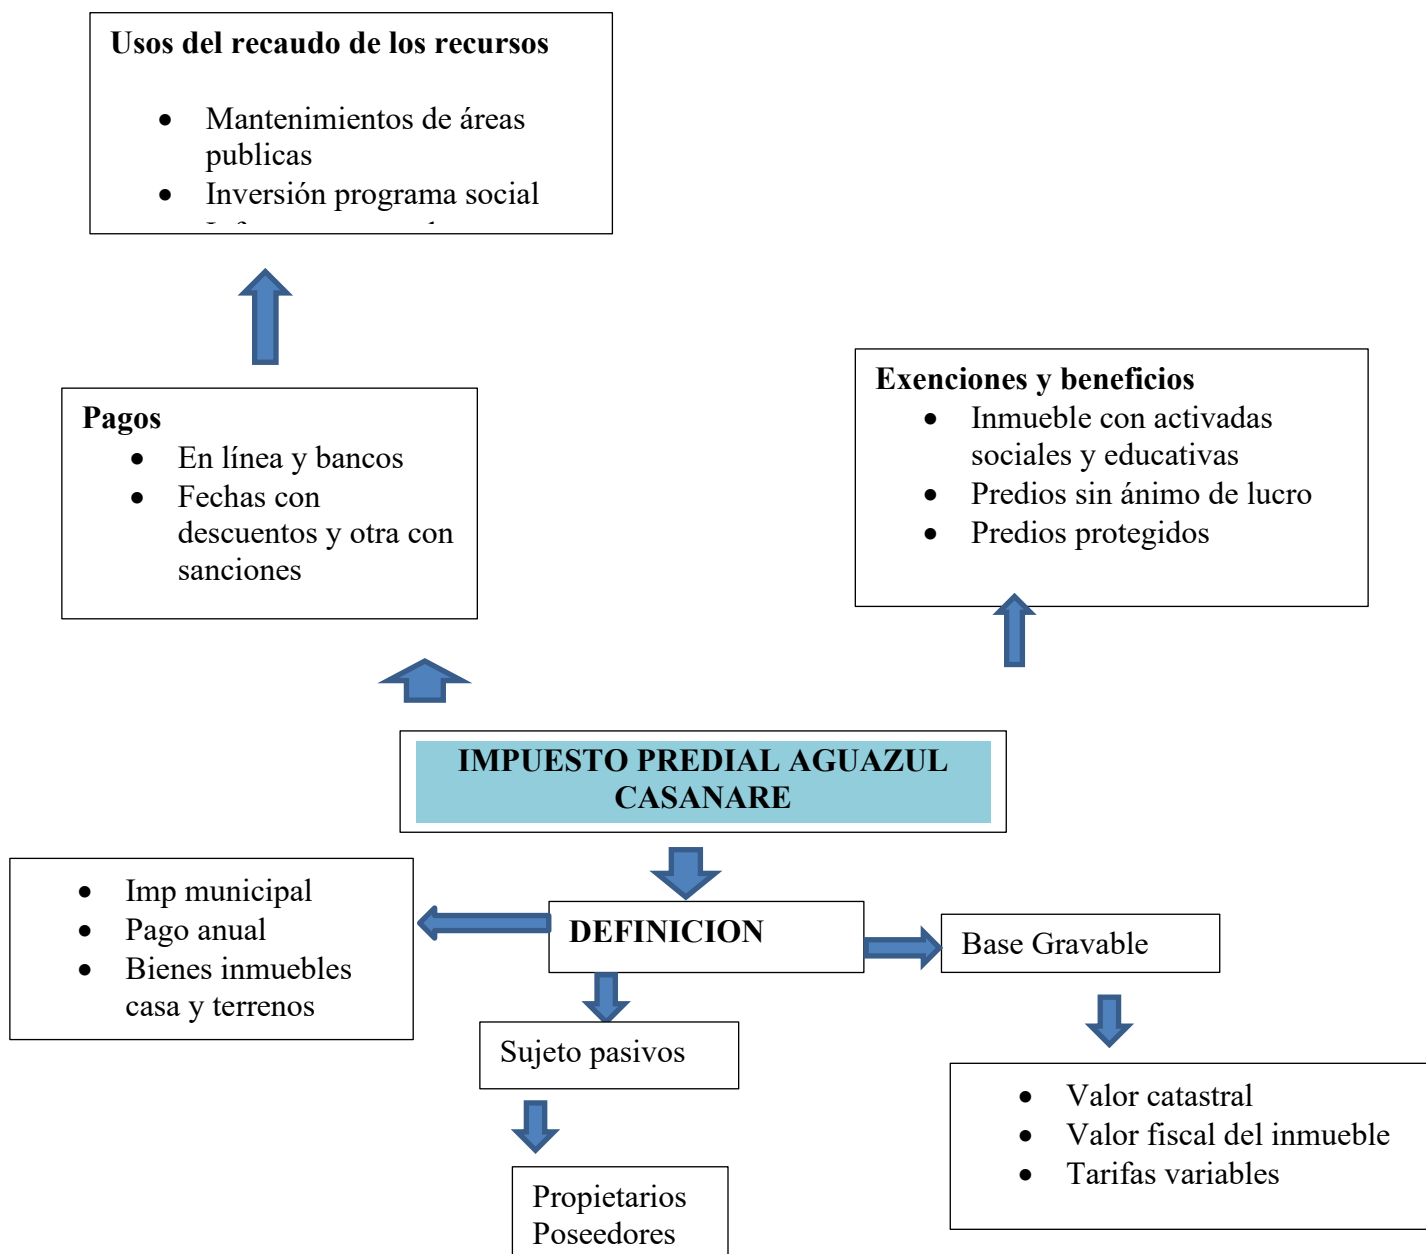 Usos del recaudo de los recursos
• Mantenimientos de áreas
publicas
• Inversión programa social
Pagos
• En línea y bancos
• Fechas con
descuentos y otra con
sanciones
Exenciones y beneficios
• Inmueble con activadas
sociales y educativas
• Predios sin ánimo de lucro
• Predios protegidos
IMPUESTO PREDIAL AGUAZUL
CASANARE
• Imp municipal
• Pago anual
• Bienes inmuebles
casa y terrenos
DEFINICION
Base Gravable
Sujeto pasivos
• Valor catastral
• Valor fiscal del inmueble
• Tarifas variables
Propietarios
Poseedores